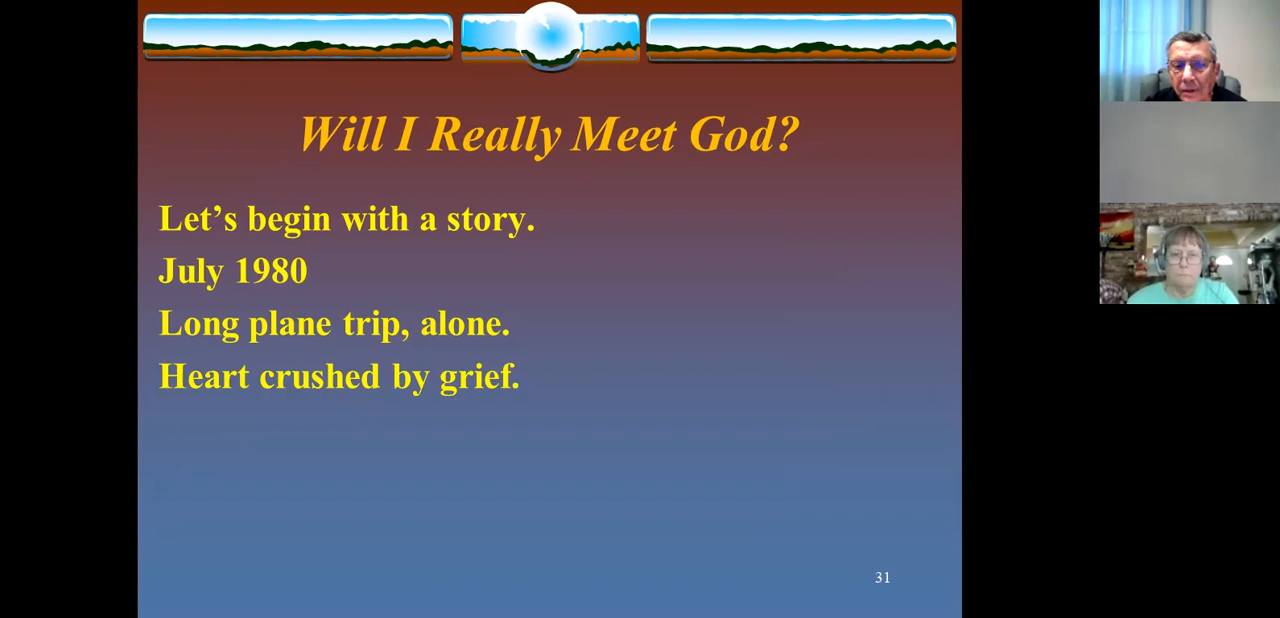 Will I Really Meet God?
Let’s begin with a story.
July 1980
Long plane trip, alone.
Heart crushed by grief.
31